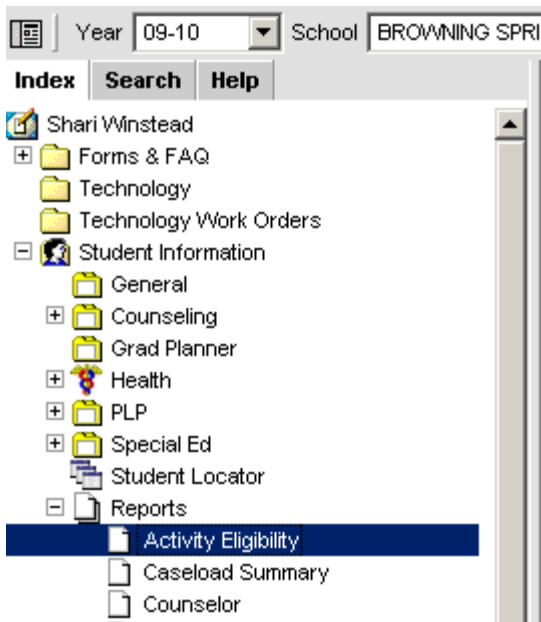 Year 09-10 School BROWNING SPRI
Index Search Help
Shari Winstead
Forms & FAQ
Technology
Technology Work Orders
Student Information
General
Counseling
Grad Planner
Health
PLP
Special Ed
Student Locator
Reports
Activity Eligibility
Caseload Summary
Counselor